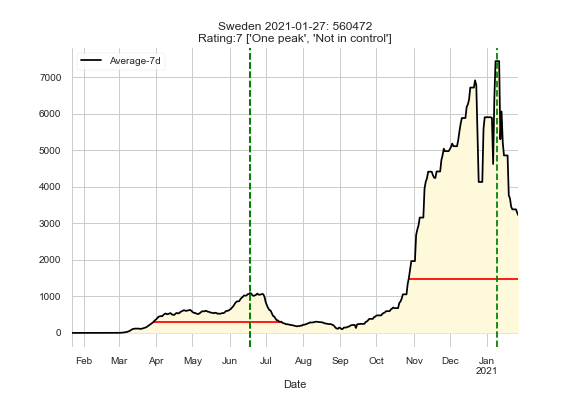 Sweden 2021-01-27: 560472
Rating:7 ['One peak', 'Not in control']
Average-7d
7000
6000
5000
4000
3000
2000
1000
0
Feb Mar Apr May Jun Jul Aug Sep Oct Nov Dec Jan
2021
Date